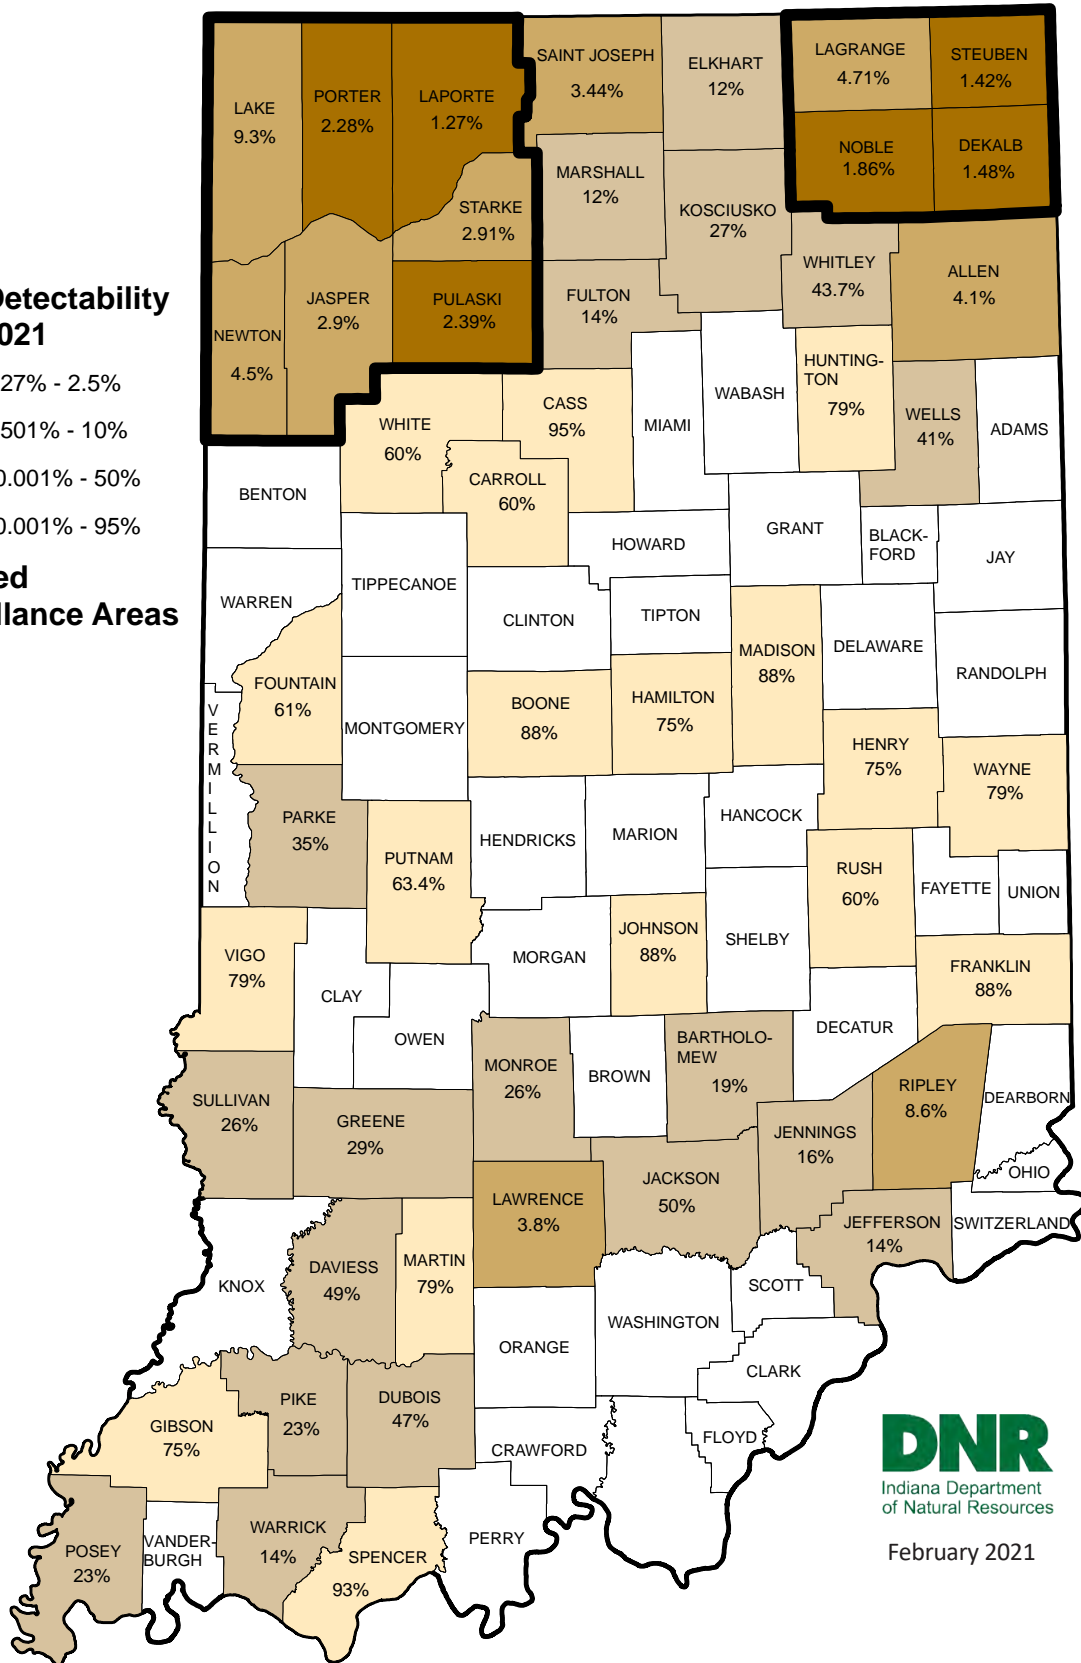 Detectability
021
27% - 2.5%
501% - 10%
0.001% - 50%
0.001% - 95%
ed
llance Areas
LAKE
9.3%
PORTER
2.28%
LAPORTE
1.27%
SAINT JOSEPH
3.44%
ELKHART
12%
LAGRANGE
4.71%
STEUBEN
1.42%
NOBLE
1.86%
DEKALB
1.48%
MARSHALL
12%
STARKE
2.91%
KOSCIUSKO
27%
WHITLEY
43.7%
ALLEN
4.1%
NEWTON
4.5%
JASPER
2.9%
PULASKI
2.39%
FULTON
14%
WHITE
60%
CASS
95%
MIAMI
WABASH
HUNTING-
TON
79%
WELLS
41%
ADAMS
BENTON
CARROLL
60%
HOWARD
GRANT
BLACK-
FORD
JAY
WARREN
TIPPECANOE
CLINTON
TIPTON
MADISON
88%
DELAWARE
RANDOLPH
FOUNTAIN
61%
VERMILLION
MONTGOMERY
BOONE
88%
HAMILTON
75%
HENRY
75%
WAYNE
79%
PARKE
35%
PUTNAM
63.4%
HENDRICKS
MARION
HANCOCK
RUSH
60%
FAYETTE
UNION
VIGO
79%
CLAY
OWEN
MORGAN
JOHNSON
88%
SHELBY
DECATUR
FRANKLIN
88%
SULLIVAN
26%
GREENE
29%
MONROE
26%
BROWN
BARTHOLO-
MEW
19%
JENNINGS
16%
RIPLEY
8.6%
DEARBORN
OHIO
KNOX
DAVIESS
49%
MARTIN
79%
LAWRENCE
3.8%
JACKSON
50%
JEFFERSON
14%
SWITZERLAND
ORANGE
WASHINGTON
SCOTT
CLARK
GIBSON
75%
PIKE
23%
DUBOIS
47%
CRAWFORD
FLOYD
POSEY
23%
VANDER-
BURGH
WARRICK
14%
SPENCER
93%
PERRY
DNR
Indiana Department
of Natural Resources
February 2021